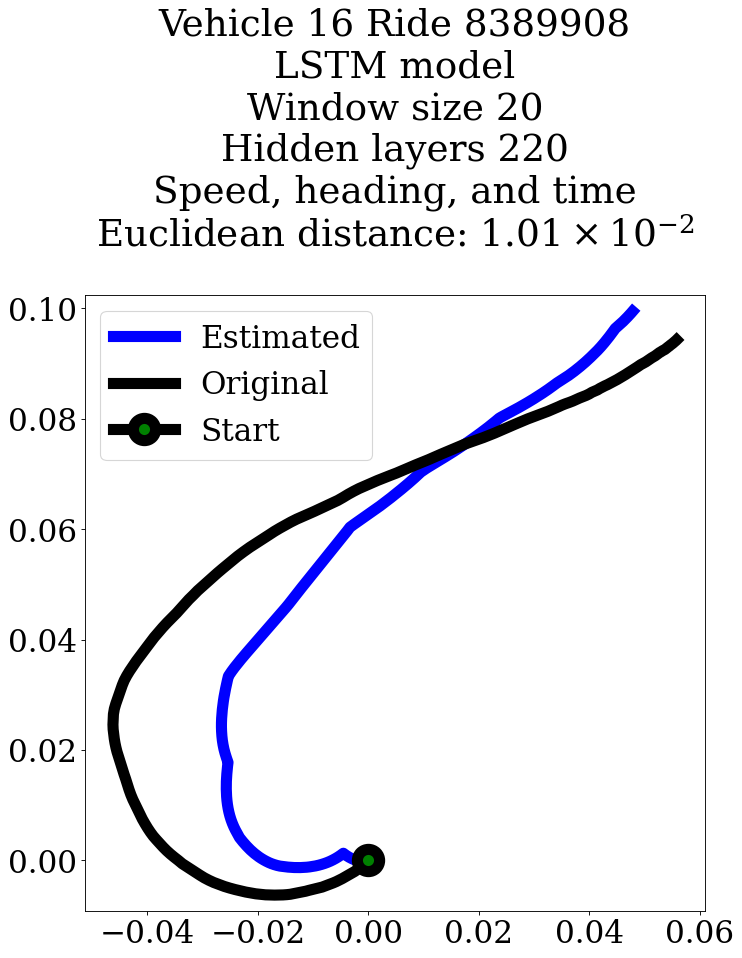 Vehicle 16 Ride 8389908
LSTM model
Window size 20
Hidden layers 220
Speed, heading, and time
Euclidean distance: 1.01 × 10⁻²
0.10
0.08
0.06
0.04
0.02
0.00
Estimated
Original
Start
−0.04 −0.02 0.00 0.02 0.04 0.06